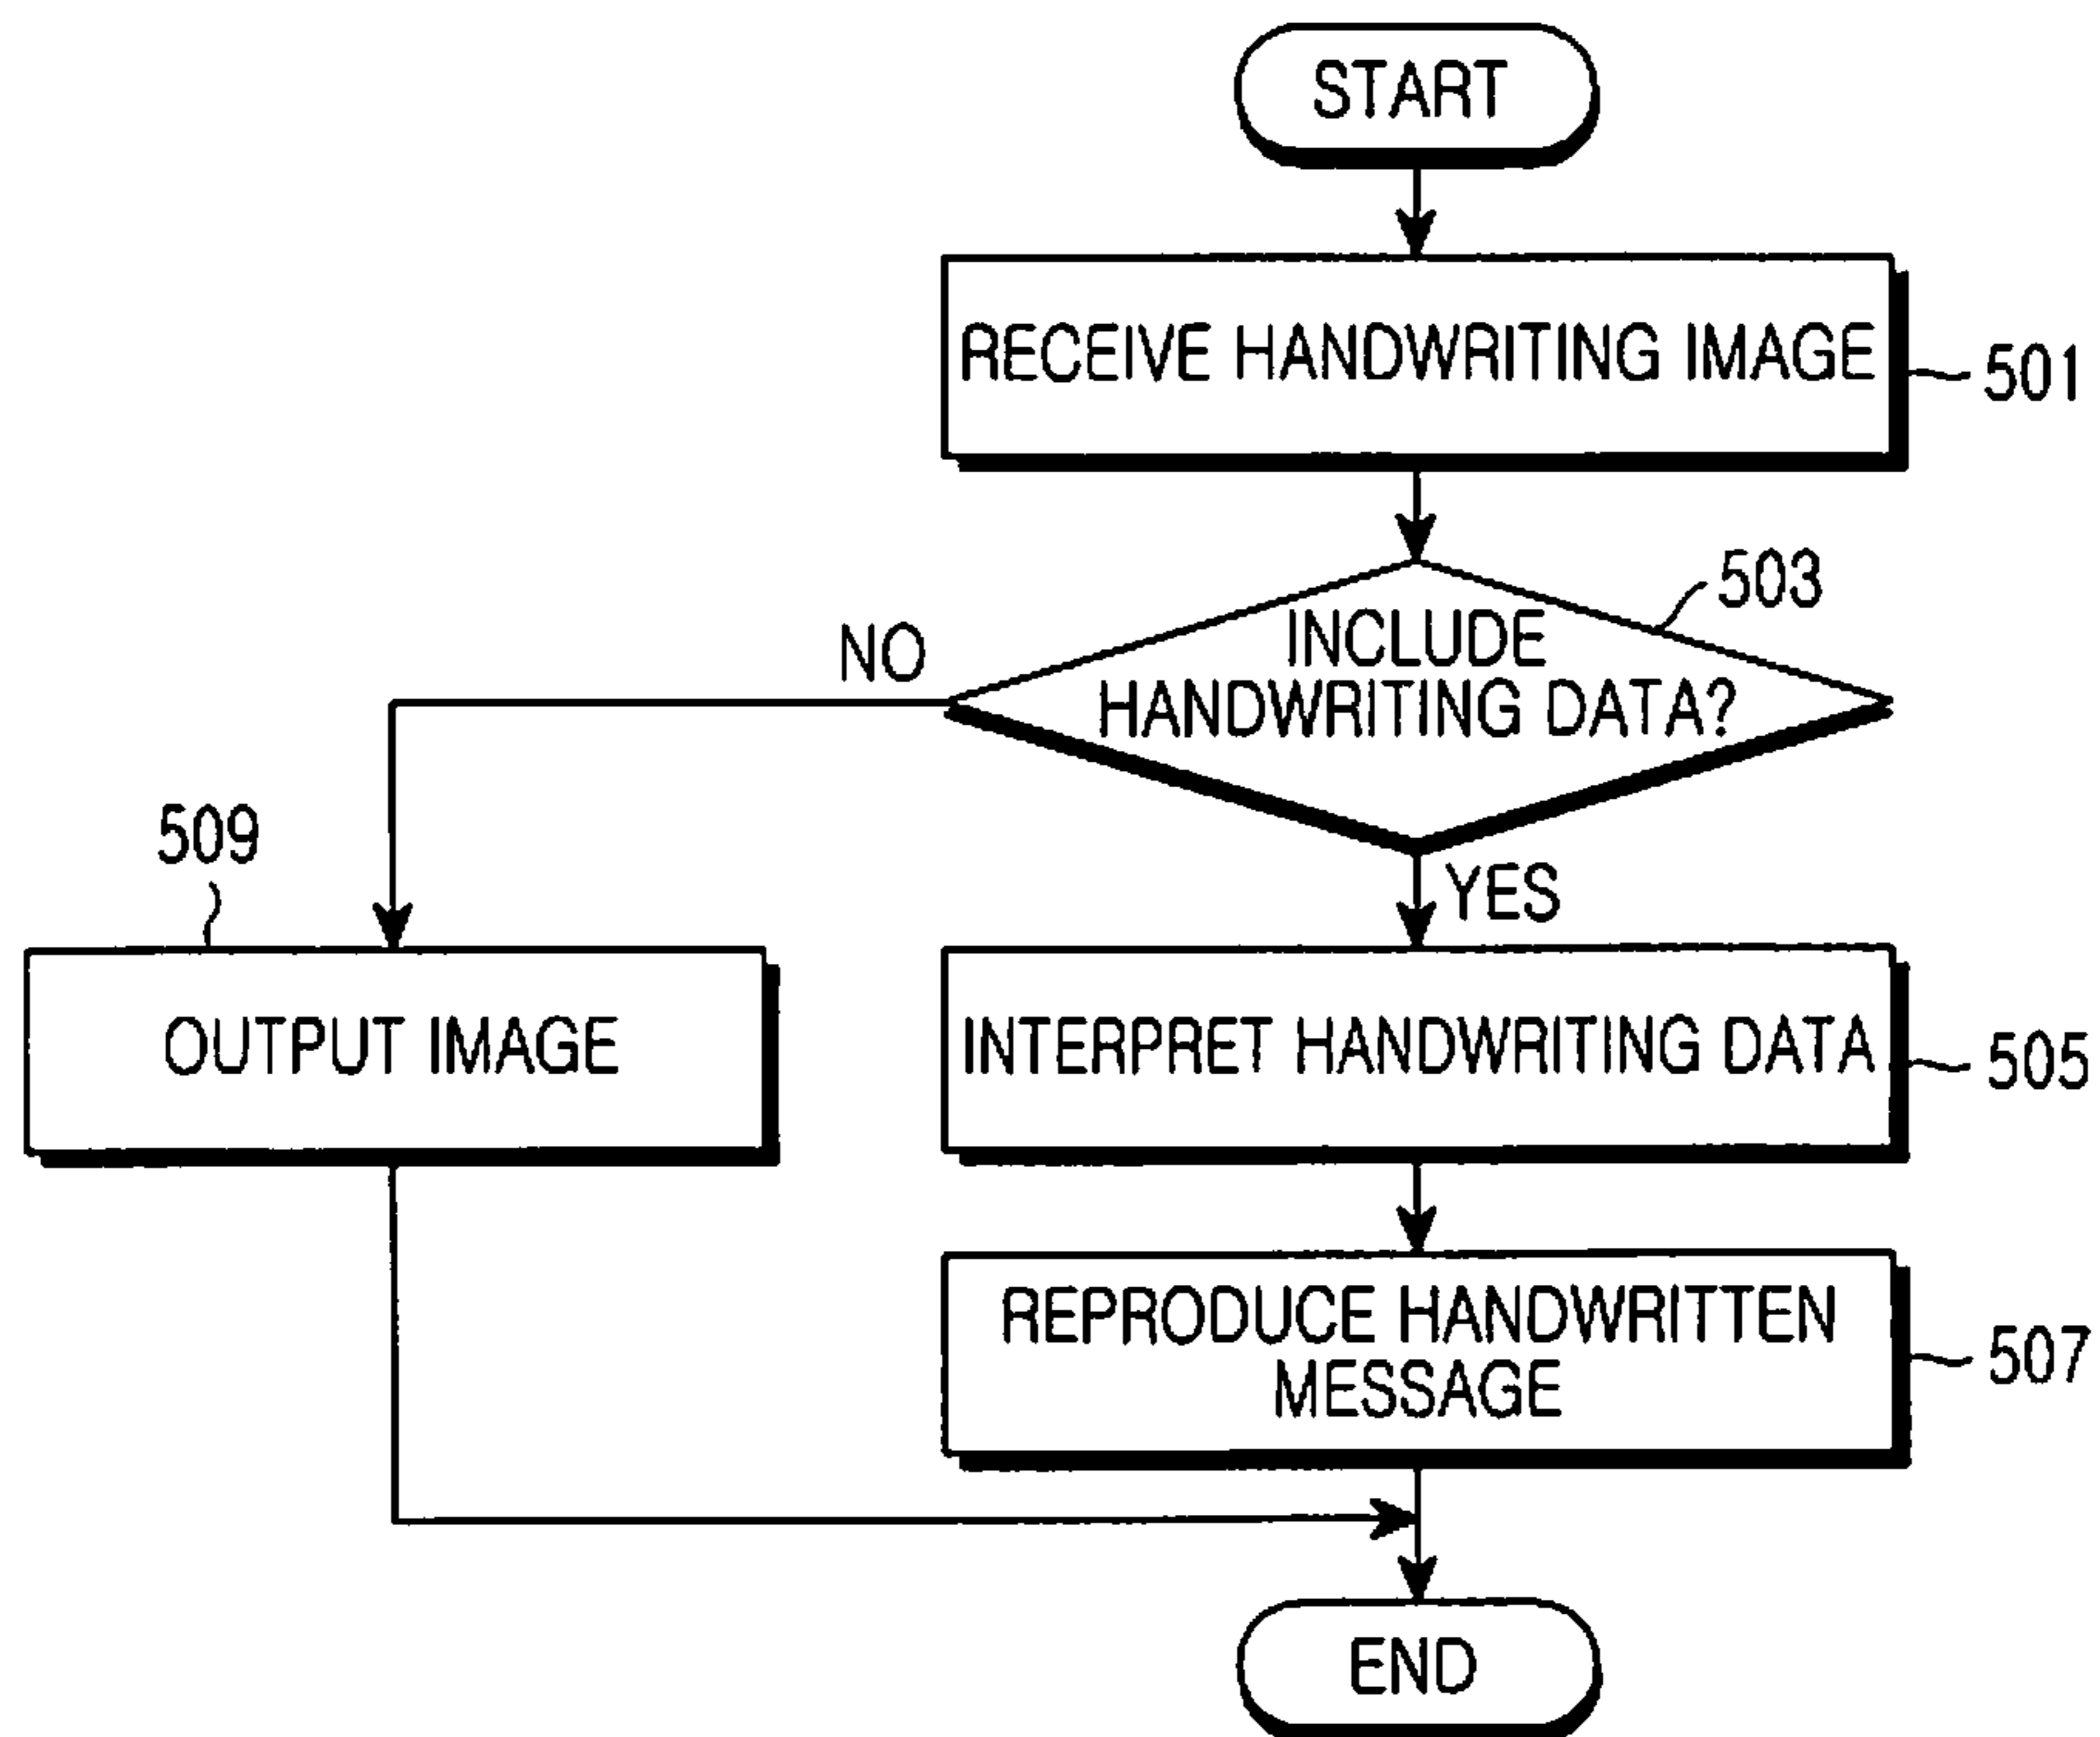 START
RECEIVE HANDWRITING IMAGE
501
503
INCLUDE
HANDWRITING DATA?
NO
YES
509
OUTPUT IMAGE
INTERPRET HANDWRITING DATA
505
REPRODUCE HANDWRITTEN
MESSAGE
507
END